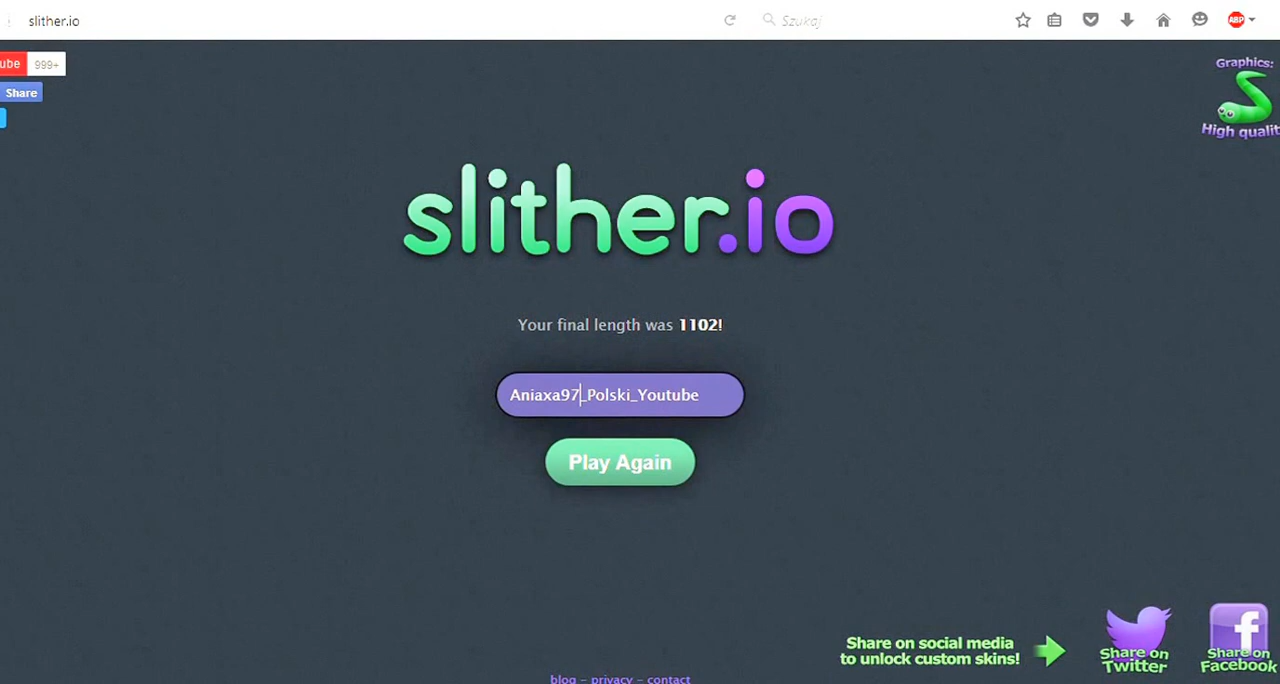 slither.io
Szukaj
ABP
ube 999+
Share
Graphics:
High qualit
slither.io
Your final length was 1102!
Aniaxa97_Polski_Youtube
Play Again
Share on social media
to unlock custom skins!
Share on
Twitter
Share on
Facebook
blog - privacy - contact